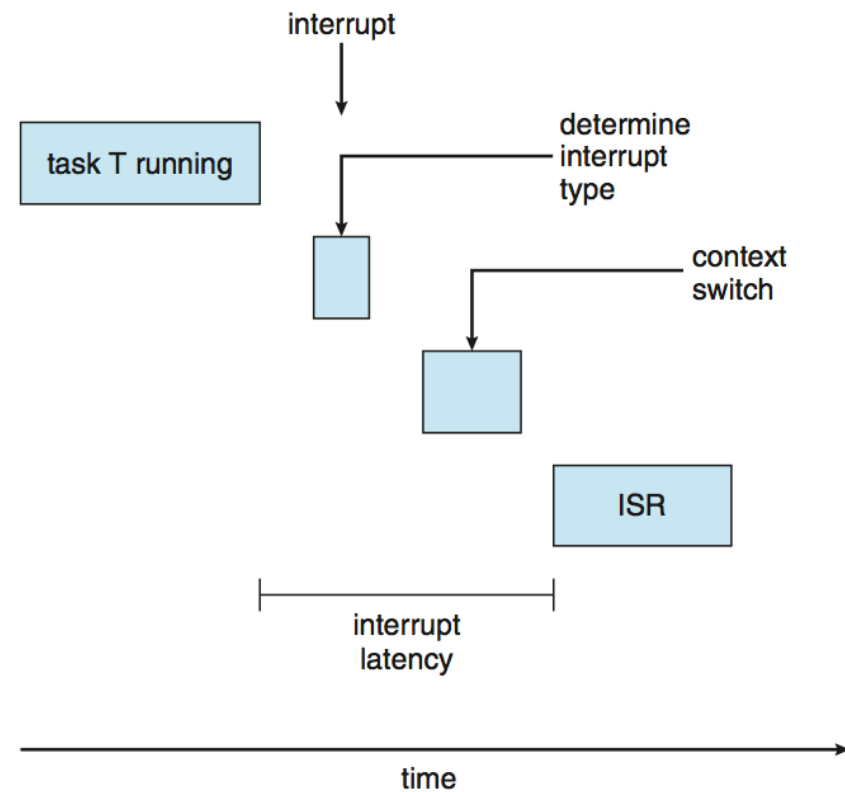 interrupt
task T running
determine
interrupt
type
context
switch
ISR
interrupt
latency
time